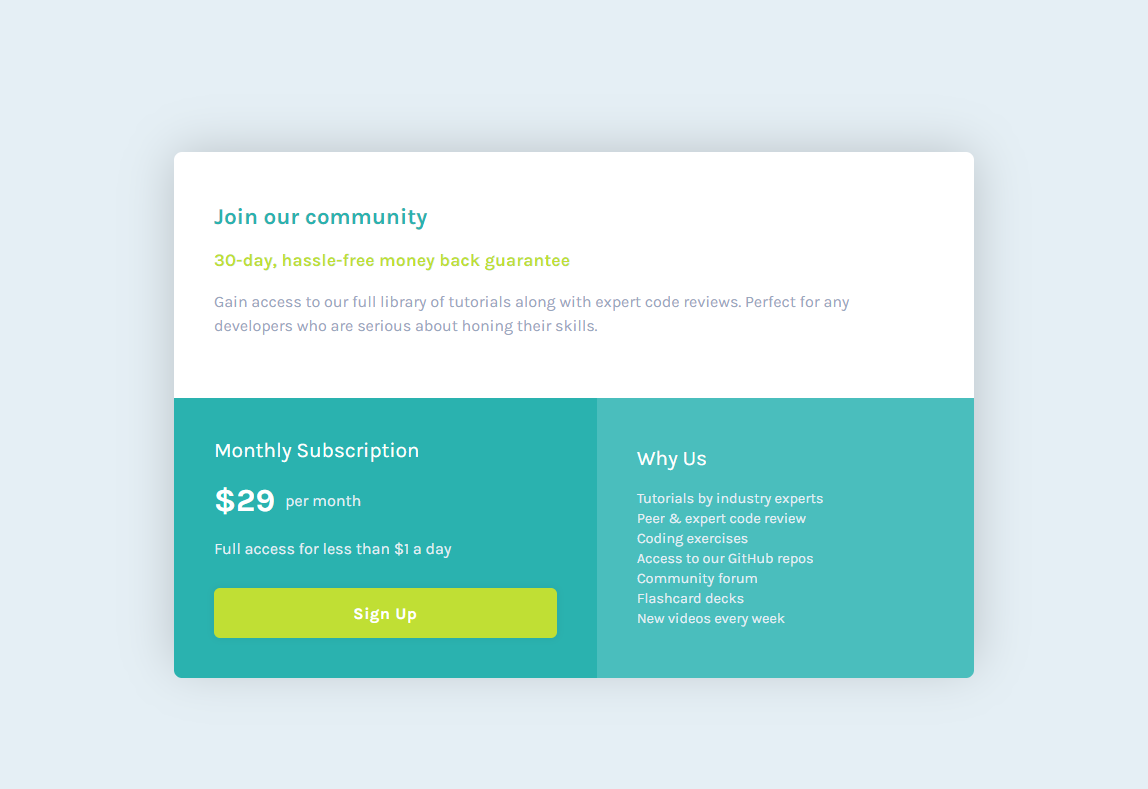 Join our community
30-day, hassle-free money back guarantee
Gain access to our full library of tutorials along with expert code reviews. Perfect for any
developers who are serious about honing their skills.
Monthly Subscription
$29 per month
Full access for less than $1 a day
Sign Up
Why Us
Tutorials by industry experts
Peer & expert code review
Coding exercises
Access to our GitHub repos
Community forum
Flashcard decks
New videos every week